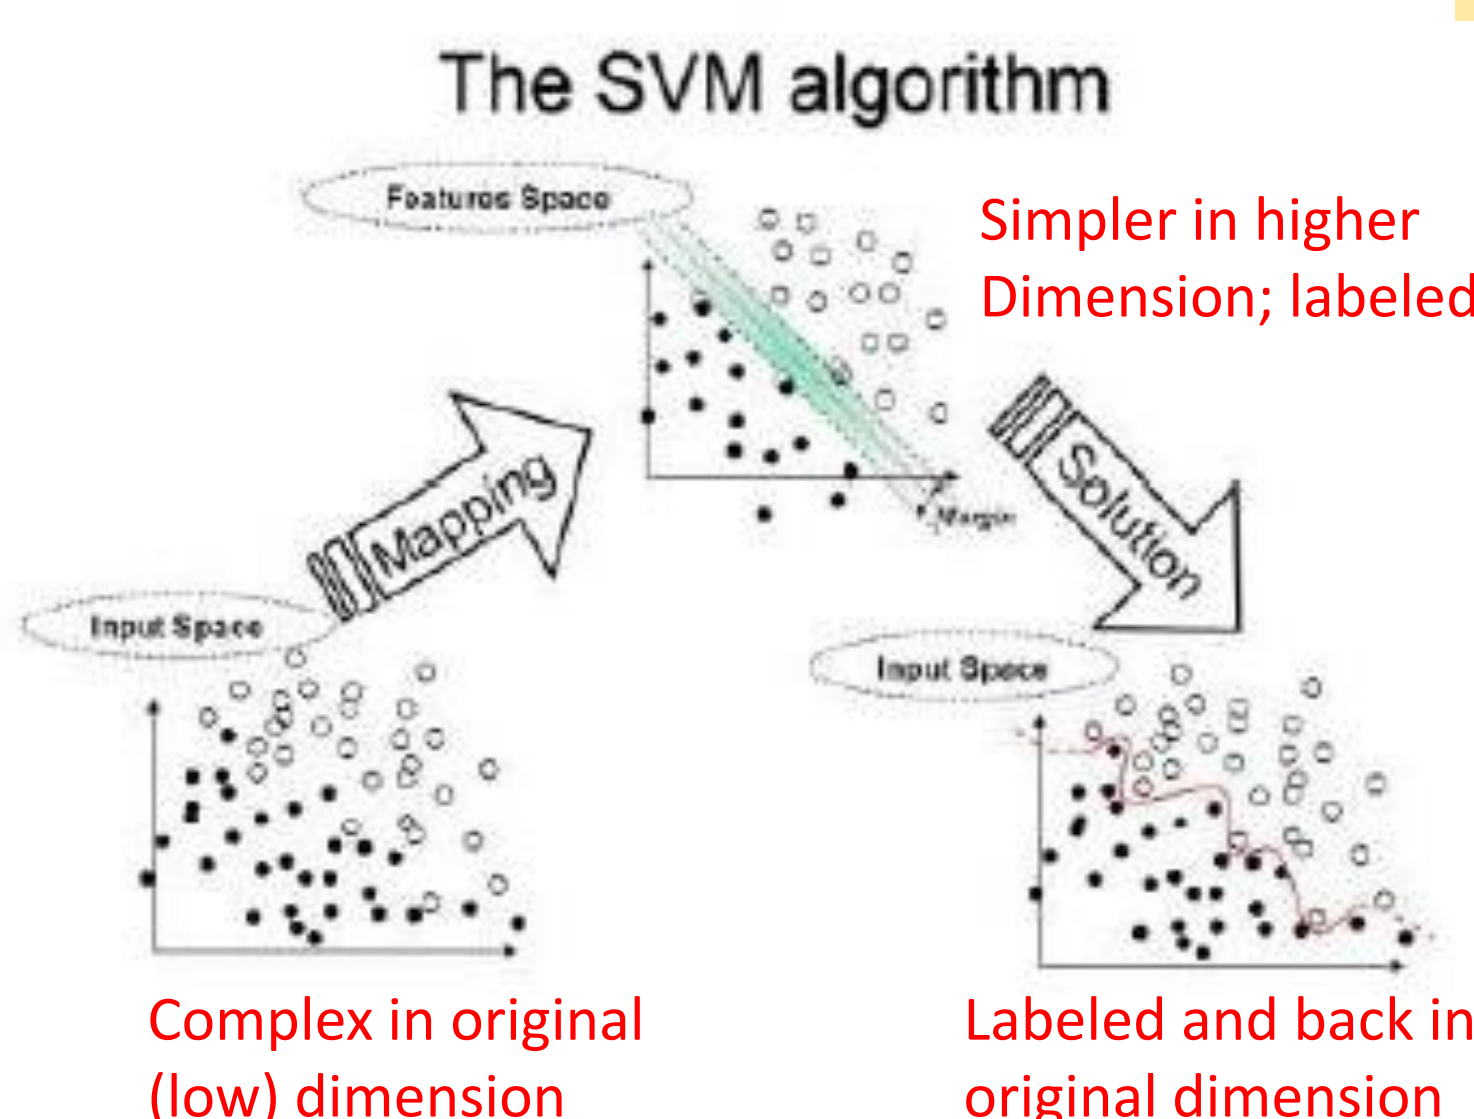 The SVM algorithm
Features Space
Simpler in higher
Dimension; labeled
Mapping
Solution
Margin
Input Space
Input Space
Complex in original
(low) dimension
Labeled and back in
original dimension